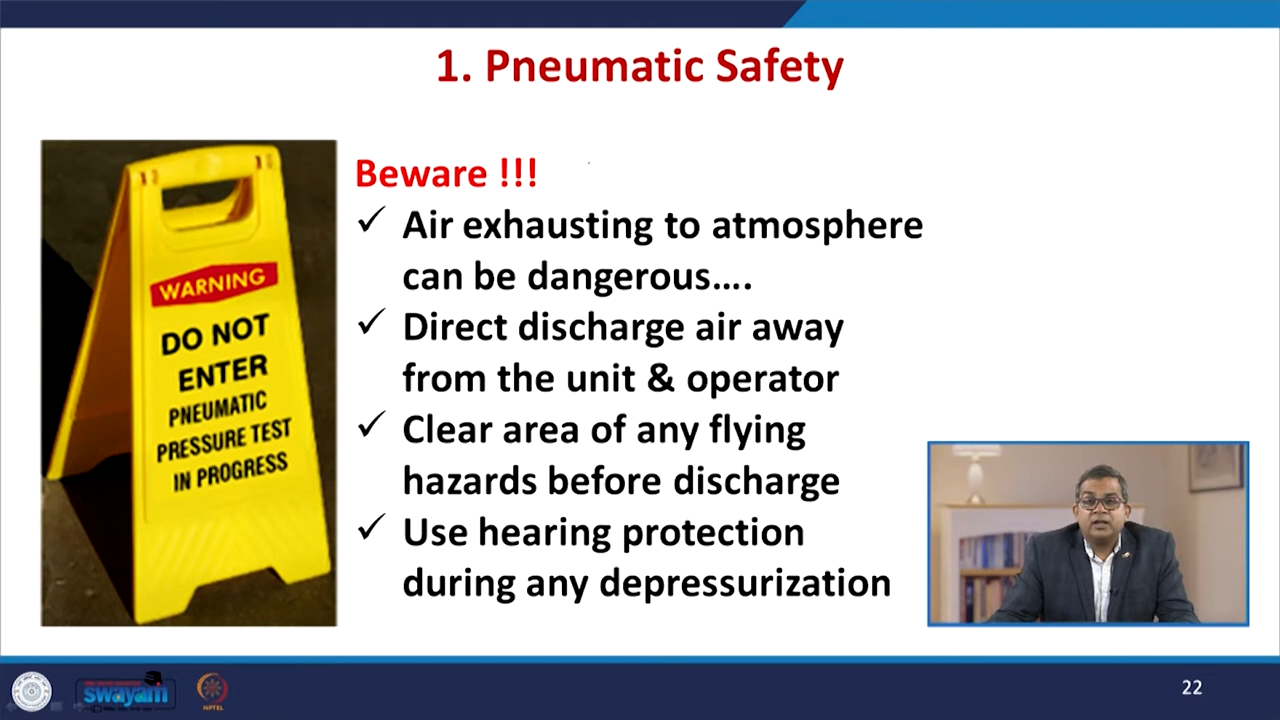 1. Pneumatic Safety
WARNING
DO NOT
ENTER
PNEUMATIC
PRESSURE TEST
IN PROGRESS
Beware !!!
✓ Air exhausting to atmosphere
can be dangerous....
✓ Direct discharge air away
from the unit & operator
✓ Clear area of any flying
hazards before discharge
✓ Use hearing protection
during any depressurization
swayam
NPTEL
22